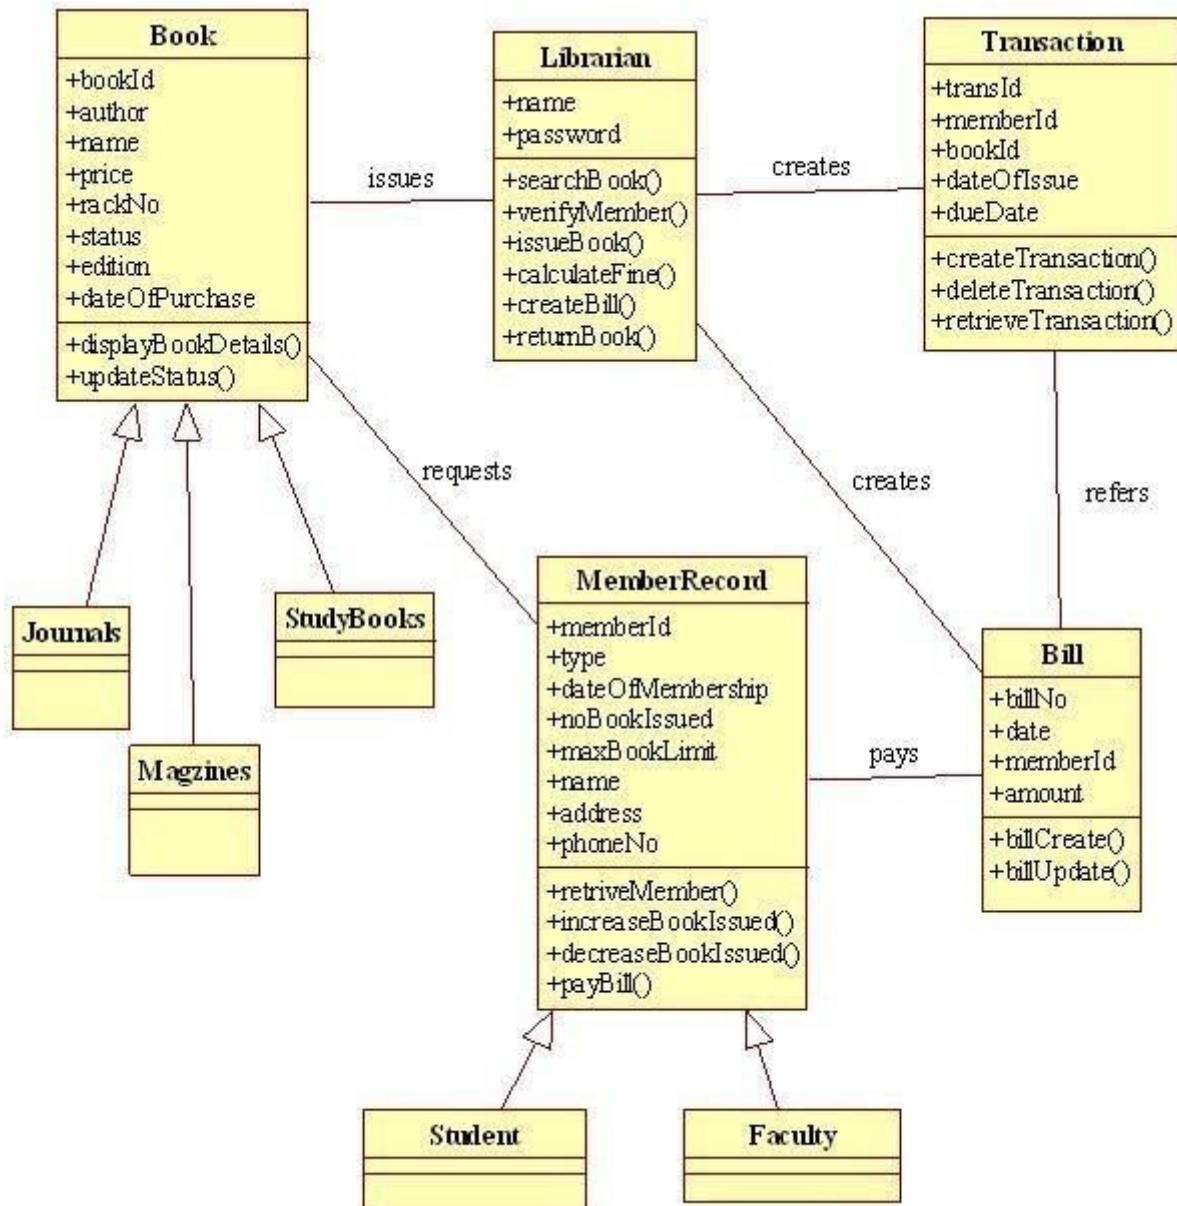 Book
+bookId
+author
+name
+price
+rackNo
+status
+edition
+dateOfPurchase
+displayBookDetails()
+updateStatus()
issues
Librarian
+name
+password
+searchBook()
+verifyMember()
+issueBook()
+calculateFine()
+createBill()
+returnBook()
creates
Transaction
+transId
+memberId
+bookId
+dateOfIssue
+dueDate
+createTransaction()
+deleteTransaction()
+retrieveTransaction()
requests
creates
refers
Journals
Magzines
StudyBooks
MemberRecord
+memberId
+type
+dateOfMembership
+noBookIssued
+maxBookLimit
+name
+address
+phoneNo
+retriveMember()
+increaseBookIssued()
+decreaseBookIssued()
+payBill()
pays
Bill
+billNo
+date
+memberId
+amount
+billCreate()
+billUpdate()
Student
Faculty